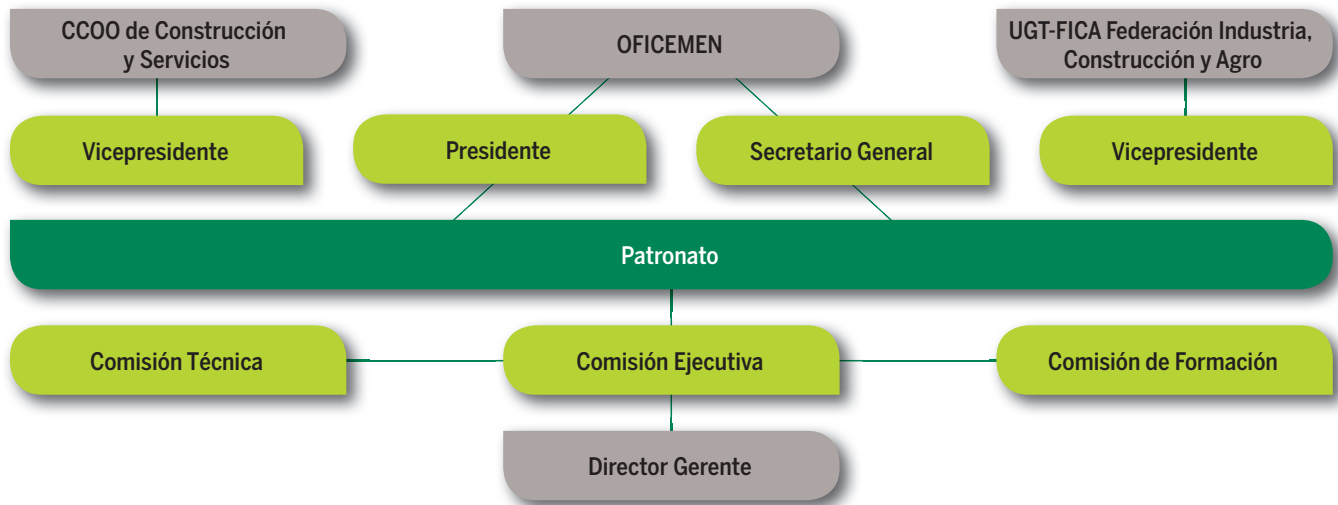 CCOO de Construcción
y Servicios
OFICEMEN
UGT-FICA Federación Industria,
Construcción y Agro
Vicepresidente
Presidente
Secretario General
Vicepresidente
Patronato
Comisión Técnica
Comisión Ejecutiva
Comisión de Formación
Director Gerente